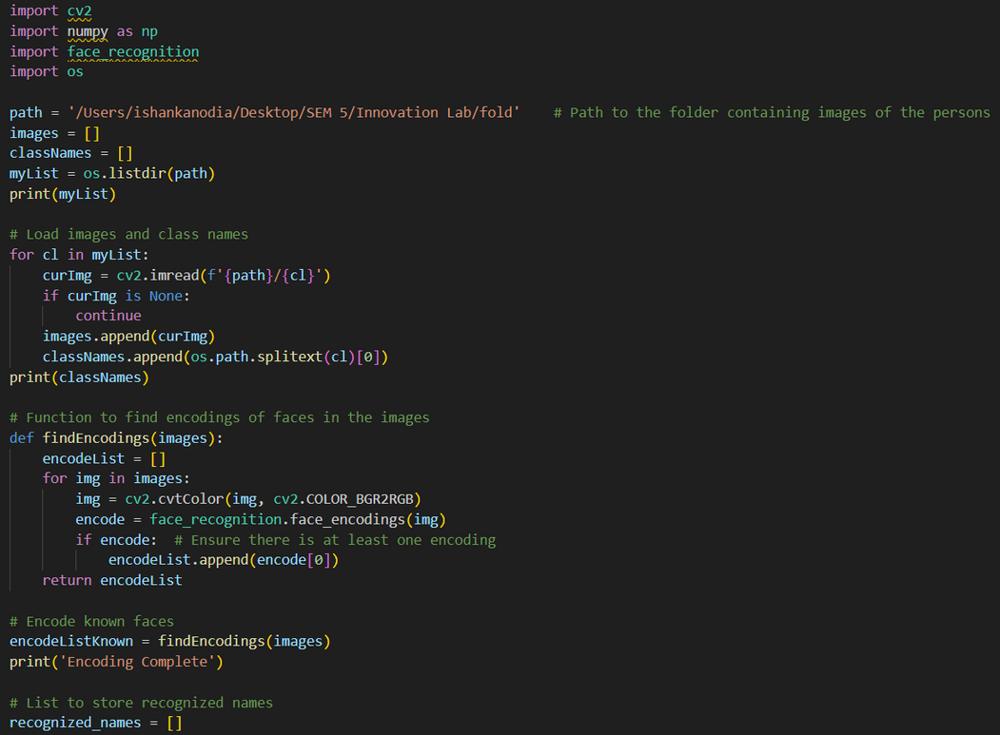 import cv2
import numpy as np
import face_recognition
import os
path = '/Users/ishankanodia/Desktop/SEM 5/Innovation Lab/fold'    # Path to the folder containing images of the persons
images = []
classNames = []
myList = os.listdir(path)
print(myList)
# Load images and class names
for cl in myList:
    curImg = cv2.imread(f'{path}/{cl}')
    if curImg is None:
        continue
    images.append(curImg)
    classNames.append(os.path.splitext(cl)[0])
print(classNames)
# Function to find encodings of faces in the images
def findEncodings(images):
    encodeList = []
    for img in images:
        img = cv2.cvtColor(img, cv2.COLOR_BGR2RGB)
        encode = face_recognition.face_encodings(img)
        if encode:  # Ensure there is at least one encoding
            encodeList.append(encode[0])
    return encodeList
# Encode known faces
encodeListKnown = findEncodings(images)
print('Encoding Complete')
# List to store recognized names
recognized_names = []